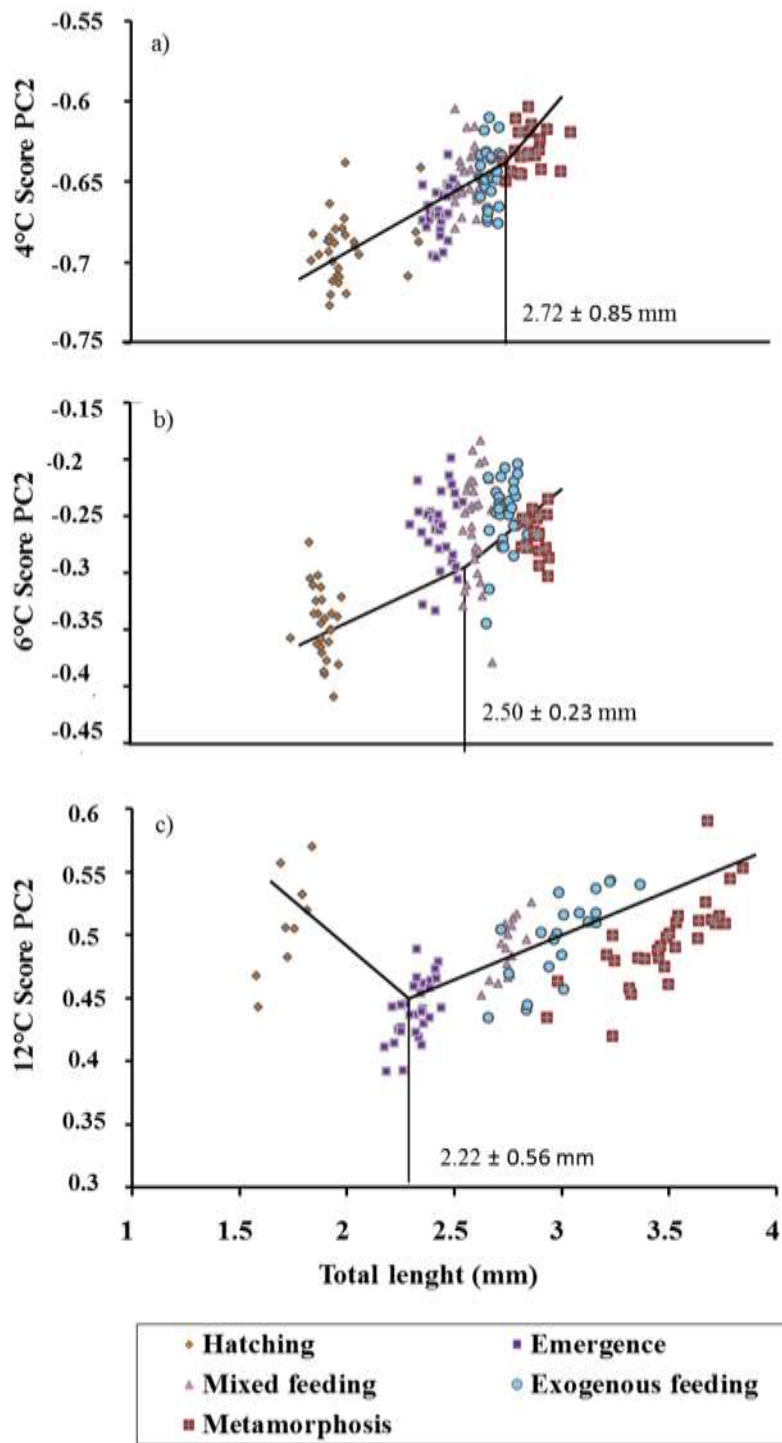 a)
4°C Score PC2
-0.55
-0.6
-0.65
-0.7
-0.75
2.72 ± 0.85 mm
b)
6°C Score PC2
-0.15
-0.2
-0.25
-0.3
-0.35
-0.4
-0.45
2.50 ± 0.23 mm
c)
12°C Score PC2
0.6
0.55
0.5
0.45
0.4
0.3
2.22 ± 0.56 mm
1 2 2.5 3 3.5 4
Total lenght (mm)
Hatching Emergence
Mixed feeding Exogenous feeding
Metamorphosis